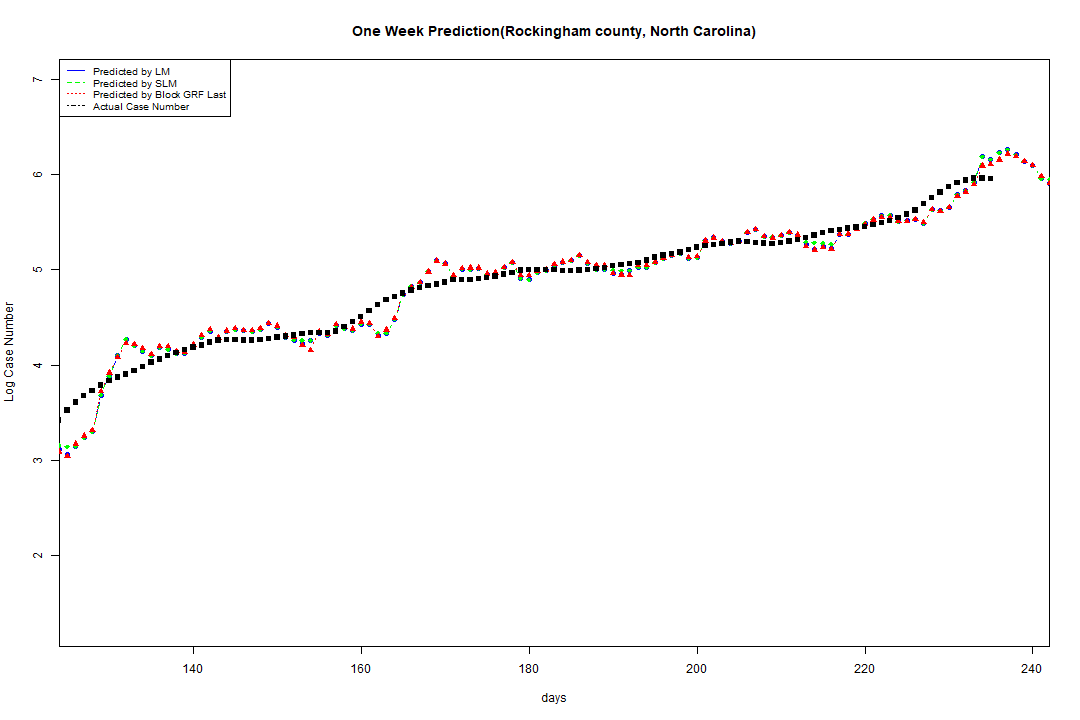 One Week Prediction(Rockingham county, North Carolina)
Predicted by LM
Predicted by SLM
Predicted by Block GRF Last
Actual Case Number
7
6
5
4
3
2
Log Case Number
140 160 180 200 220 240
days